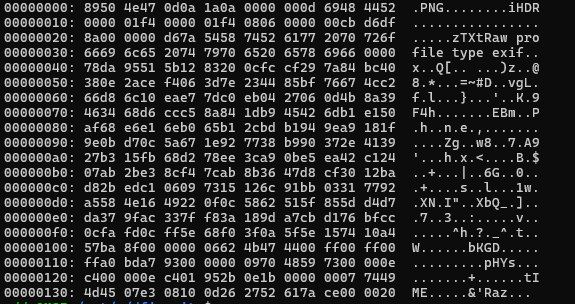 00000000: 8950 4e47 0d0a 1a0a 0000 000d 6948 4452 .PNG........iHDR
00000010: 0000 01f4 0000 01f4 0806 0000 00cb d6df ................
00000020: 8a00 0000 d67a 5458 7452 6177 2070 726f .....zTXtRaw pro
00000030: 6669 6c65 2074 7970 6520 6578 6966 0000 file type exif..
00000040: 78da 9551 5b12 8320 0cfc cf29 7a84 bc40 x..Q[.. ...)z..@
00000050: 380e 2ace f406 3d7e 2344 85bf 7667 4cc2 8.*...=~#D..vgL.
00000060: 66d8 6c10 eae7 7dc0 eb04 2706 0d4b 8a39 f.l...}...'..K.9
00000070: 4634 68d6 ccc5 8a84 1db9 4542 6db1 e150 F4h.......EBm..P
00000080: af68 e6e1 6eb0 65b1 2cbd b194 9ea9 181f .h..n.e.,.......
00000090: 9e0b d70c 5a67 1e92 7738 b990 372e 4139 ....Zg..w8..7.A9
000000a0: 27b3 15fb 68d2 78ee 3ca9 0be5 ea42 c124 '...h.x.<....B.$
000000b0: 07ab 2be3 8cf4 7cab 8b36 47d8 cf30 12ba ..+...|..6G..0..
000000c0: d82b edc1 0609 7315 126c 91bb 0331 7792 .+....s..l...1w.
000000d0: a558 4e16 4922 0f0c 5862 515f 855d d4d7 .XN.I"..XbQ_.]..
000000e0: da37 9fac 337f f83a 189d a7cb d176 bfcc .7..3..:.....v..
000000f0: 0cfa fd0c ff5e 68f0 3f0a 5f5e 1574 10a4 .....^h.?._^.t..
00000100: 57ba 8f00 0000 0662 4b47 4400 ff00 ff00 W......bKGD.....
00000110: ffa0 bda7 9300 0000 0970 4859 7300 000e .........pHYs...
00000120: c400 000e c401 952b 0e1b 0000 0007 7449 .......+......tI
00000130: 4d45 07e3 0810 0d26 2752 617a ce00 0020 ME.....&'Raz...